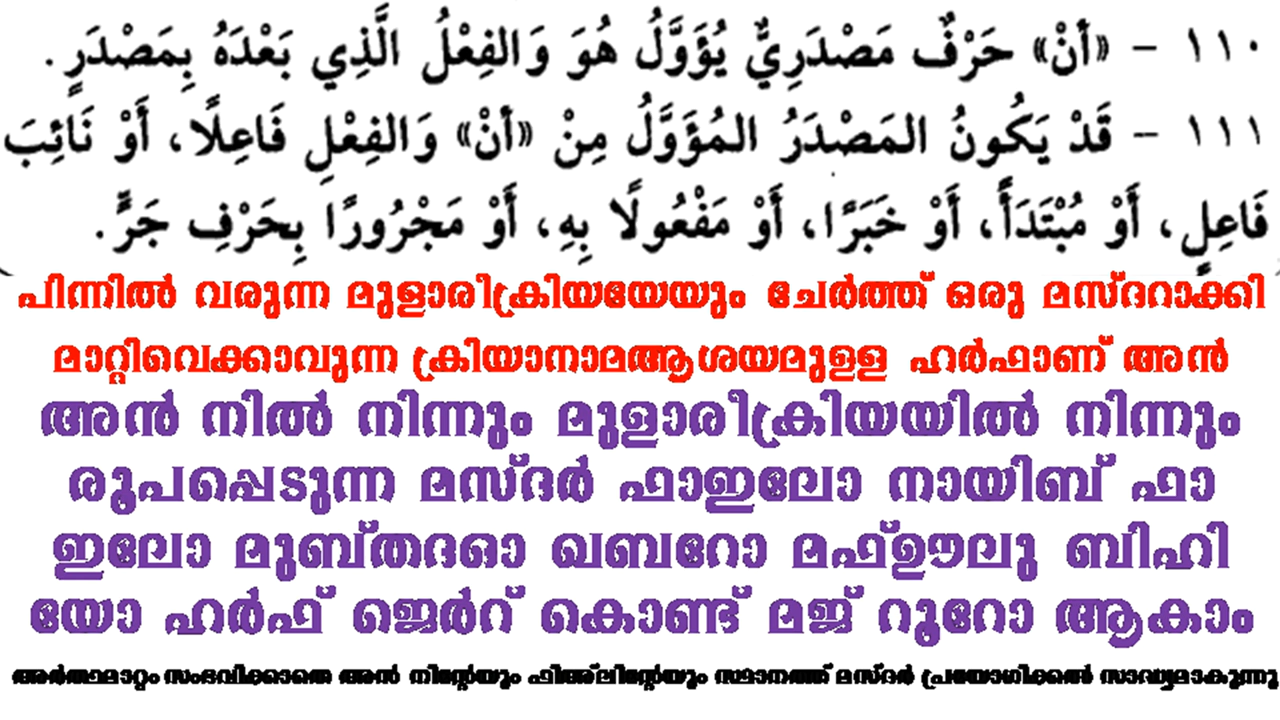 ١١٠ - «أَنْ» حَرْفٌ مَصْدَرِيٌّ يُؤَوَّلُ هُوَ وَالفِعْلُ الَّذِي بَعْدَهُ بِمَصْدَرٍ.
١١١ - قَدْ يَكُونُ المَصْدَرُ المُؤَوَّلُ مِنْ «أَنْ» وَالفِعْلِ فَاعِلًا، أَوْ نَائِبَ
فَاعِلٍ، أَوْ مُبْتَدَأً، أَوْ خَبَرًا، أَوْ مَفْعُولًا بِهِ، أَوْ مَجْرُورًا بِحَرْفِ جَرٍّ.
പിന്നിൽ വരുന്ന മുളാരീക്രിയയേയും ചേർത്ത് ഒരു മസ്ദറാക്കി
മാറ്റിവെക്കാവുന്ന ക്രിയാനാമആശയമുളള ഹർഫാണ് അൻ
അൻ നിൽ നിന്നും മുളാരീക്രിയയിൽ നിന്നും
രൂപപ്പെടുന്ന മസ്ദർ ഫാഇലോ നായിബ് ഫാ
ഇലോ മുബ്തദഓ ഖബറോ മഫ്ഊലു ബിഹി
യോ ഹർഫ് ജെർറ് കൊണ്ട് മജ് റൂറോ ആകാം
അർത്ഥമാറ്റം സംഭവിക്കാതെ അൻ നിന്റേയും ഫിഅ്ലിന്റേയും സ്ഥാനത്ത് മസ്ദർ പ്രയോഗിക്കൽ സാദ്ധ്യമാകുന്നു